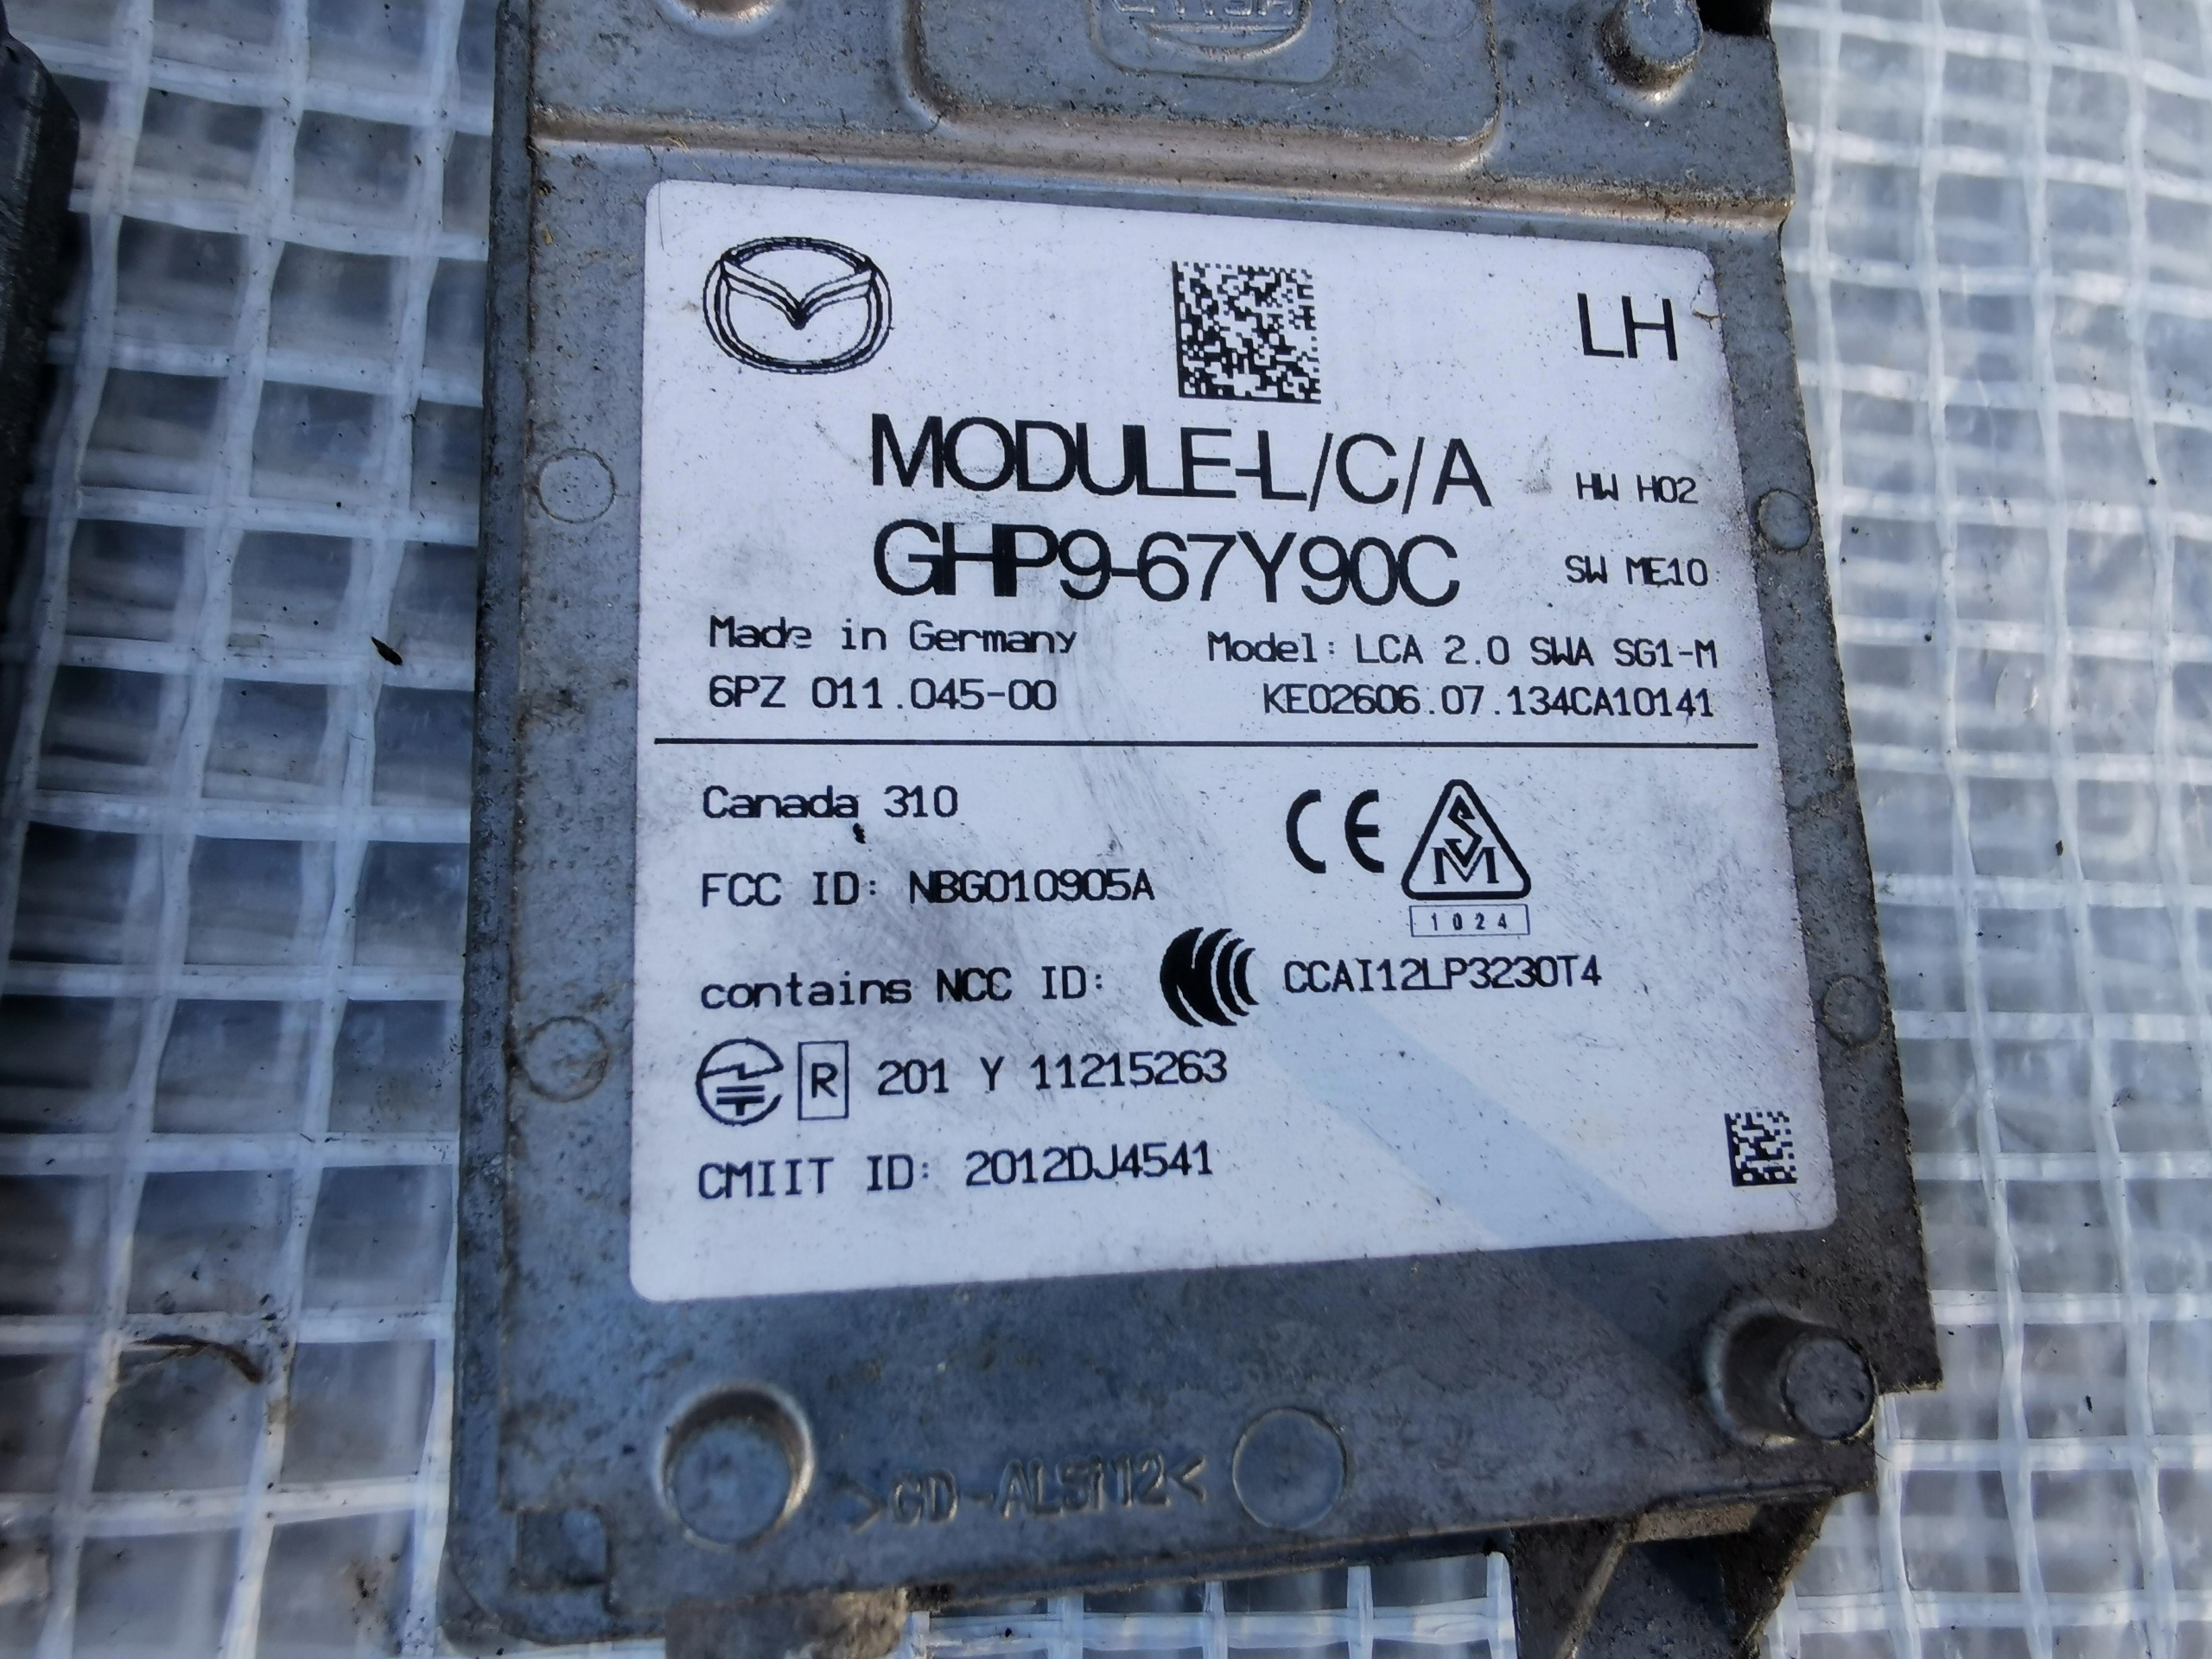 LH
MODULE-L/C/A
HW H02
GHP9-67Y90C
SW ME10
Made in Germany
Model: LCA 2.0 SWA SG1-M
6PZ 011.045-00
KE02606.07.134CA10141
Canada 310
CE
SM
1024
FCC ID: NBG010905A
contains NCC ID: CCAI12LP3230T4
R 201 Y 11215263
CMIIT ID: 2012DJ4541
>GD-ALSi12<